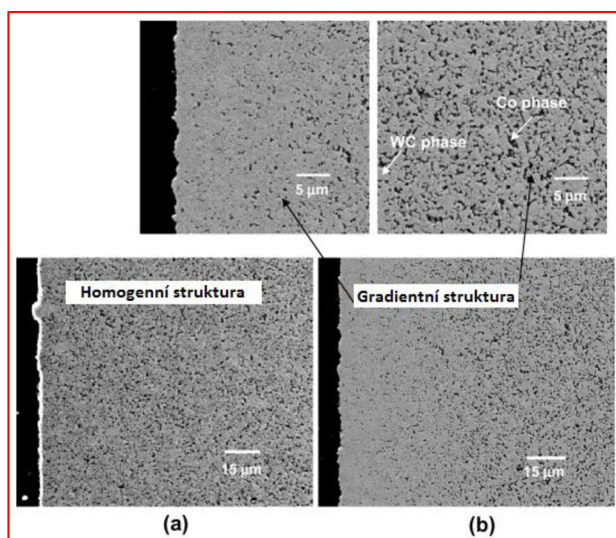 Co phase
WC phase
5 μm
5 μm
Homogenní struktura
Gradientní struktura
15 μm
15 μm
(a)
(b)